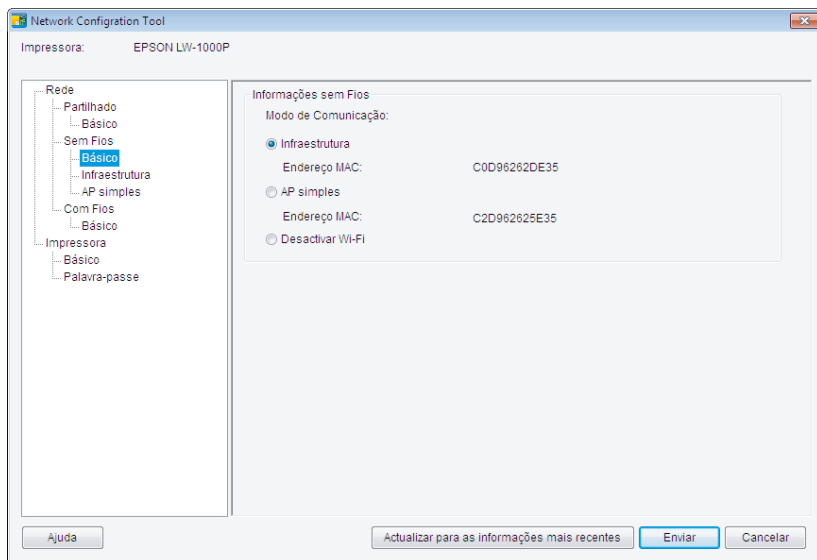 Network Configration Tool
Impressora: EPSON LW-1000P
Rede
Partilhado
Básico
Sem Fios
Básico
Infraestrutura
AP simples
Com Fios
Básico
Impressora
Básico
Palavra-passe
Informações sem Fios
Modo de Comunicação:
Infraestrutura
Endereço MAC: C0D96262DE35
AP simples
Endereço MAC: C2D962625E35
Desactivar Wi-Fi
Ajuda
Actualizar para as informações mais recentes
Enviar
Cancelar